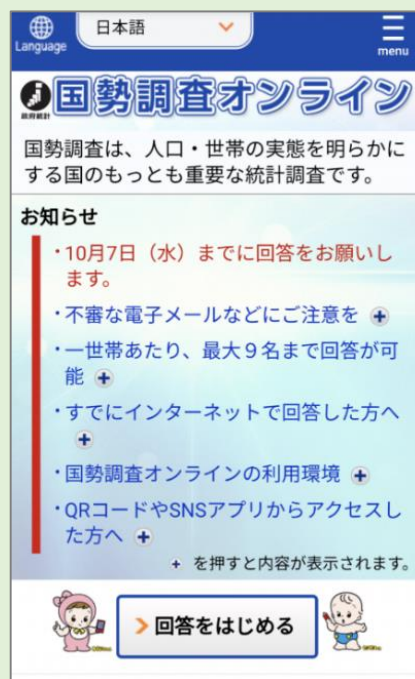 Language
日本語
menu
政府統計
国勢調査オンライン
国勢調査は、人口・世帯の実態を明らかに
する国のもっとも重要な統計調査です。
お知らせ
・10月7日（水）までに回答をお願いし
ます。
・不審な電子メールなどにご注意を
・一世帯あたり、最大９名まで回答が可
能
・すでにインターネットで回答した方へ
・国勢調査オンラインの利用環境
・QRコードやSNSアプリからアクセスし
た方へ
を押すと内容が表示されます。
回答をはじめる